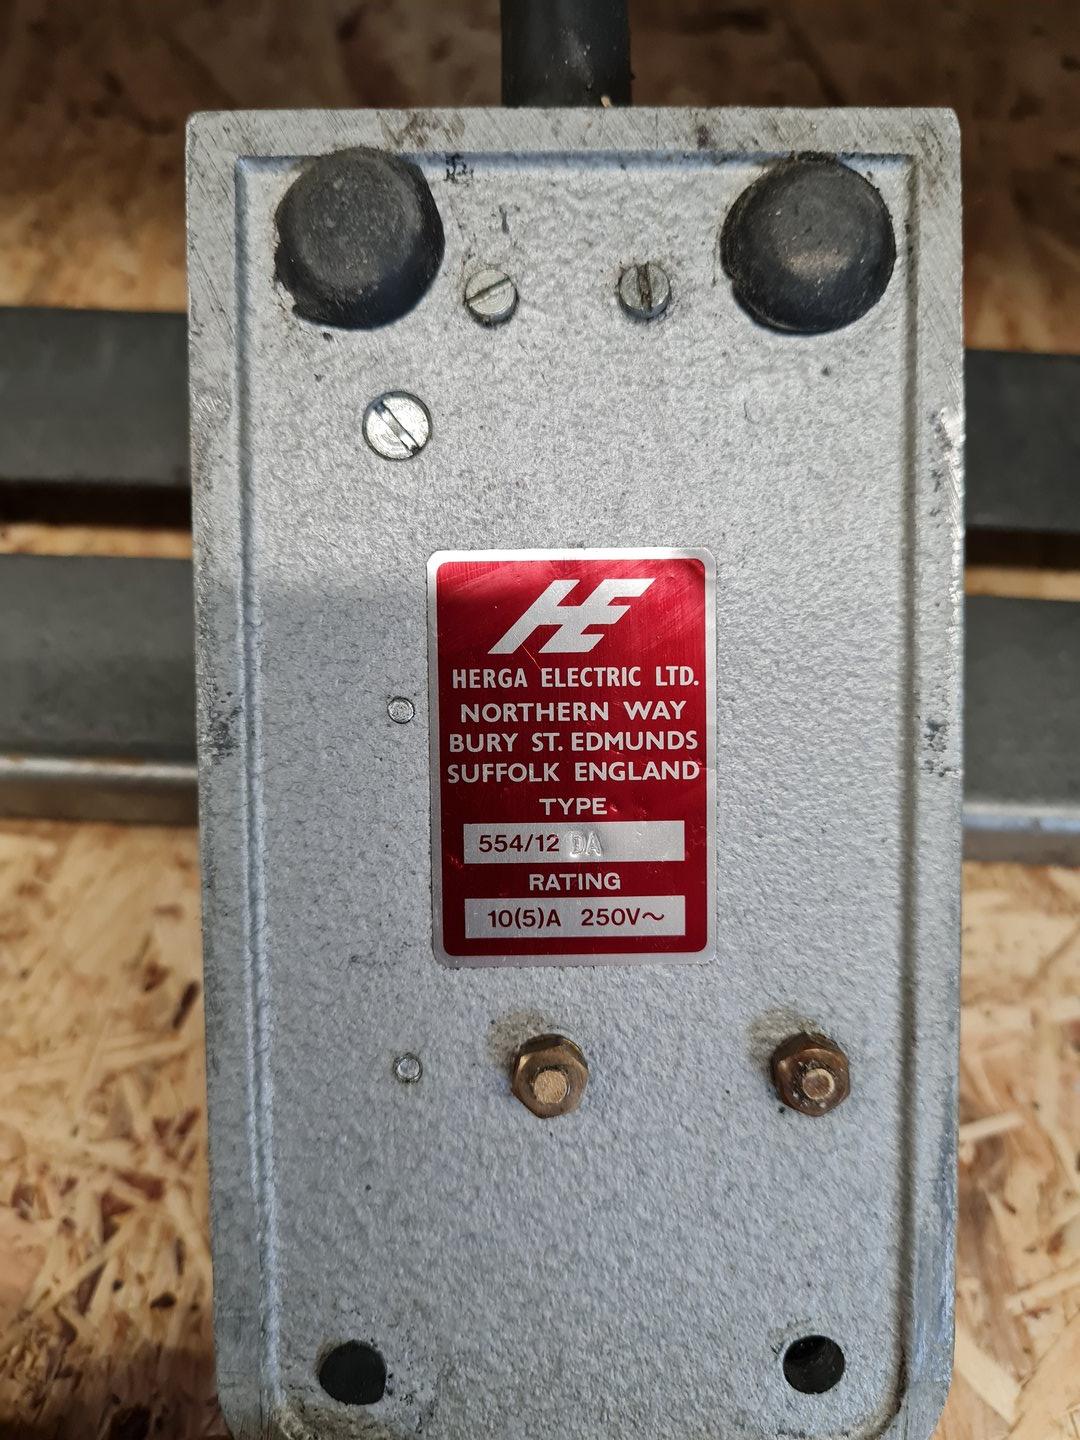 HE
HERGA ELECTRIC LTD.
NORTHERN WAY
BURY ST. EDMUNDS
SUFFOLK ENGLAND
TYPE
554/12 DA
RATING
10(5)A 250V~